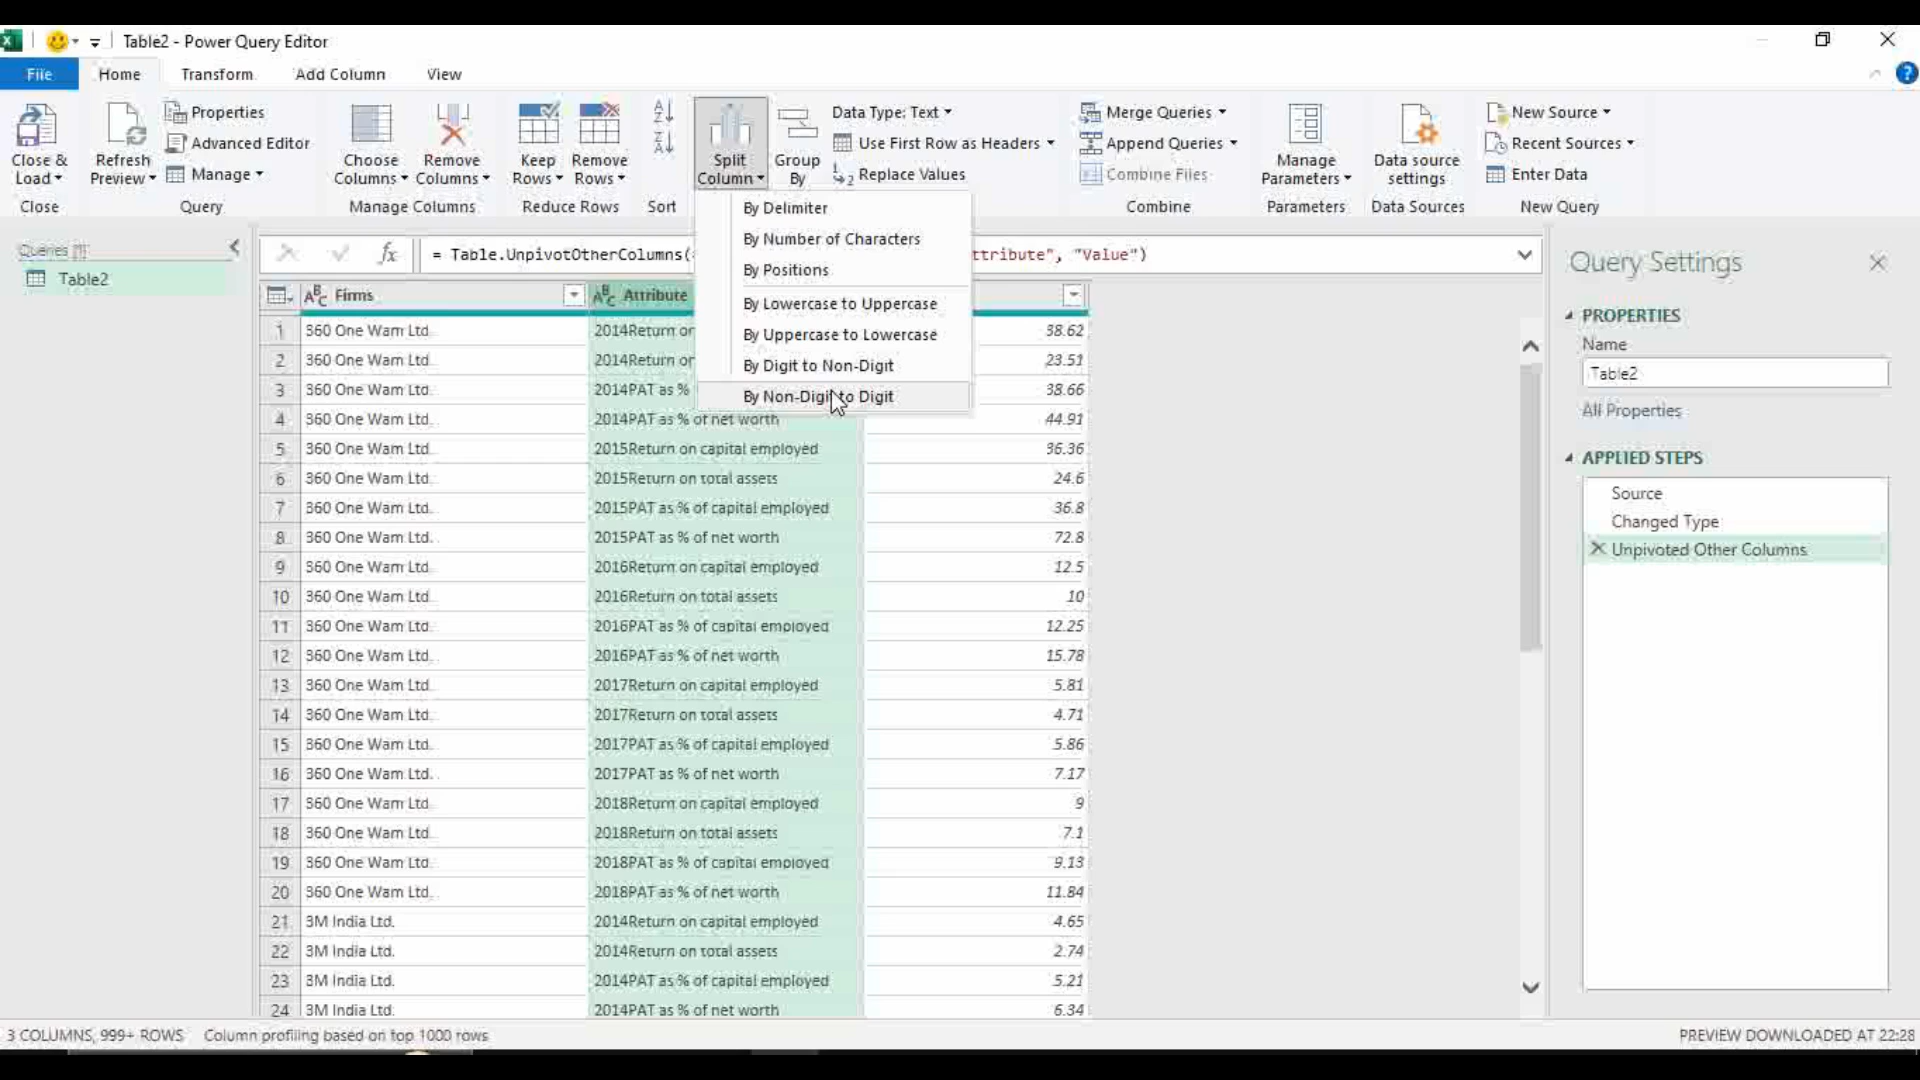 Table2 - Power Query Editor
File Home Transform Add Column View
Close & Load
Refresh Preview
Properties
Advanced Editor
Manage
Choose Columns
Remove Columns
Keep Rows
Remove Rows
Split Column
Group By
Data Type: Text
Use First Row as Headers
Replace Values
Merge Queries
Append Queries
Combine Files
Manage Parameters
Data source settings
New Source
Recent Sources
Enter Data
Close Query Manage Columns Reduce Rows Sort Combine Parameters Data Sources New Query
By Delimiter
By Number of Characters
By Positions
By Lowercase to Uppercase
By Uppercase to Lowercase
By Digit to Non-Digit
By Non-Digit to Digit
Queries [1]
Table2
fx = Table.UnpivotOtherColumns( ttribute", "Value")
Firms Attribute
1 360 One Wam Ltd. 2014Return on 38.62
2 360 One Wam Ltd. 2014Return on 23.51
3 360 One Wam Ltd. 2014PAT as % 38.66
4 360 One Wam Ltd. 2014PAT as % of net worth 44.91
5 360 One Wam Ltd. 2015Return on capital employed 36.36
6 360 One Wam Ltd. 2015Return on total assets 24.6
7 360 One Wam Ltd. 2015PAT as % of capital employed 36.8
8 360 One Wam Ltd. 2015PAT as % of net worth 72.8
9 360 One Wam Ltd. 2016Return on capital employed 12.5
10 360 One Wam Ltd. 2016Return on total assets 10
11 360 One Wam Ltd. 2016PAT as % of capital employed 12.25
12 360 One Wam Ltd. 2016PAT as % of net worth 15.78
13 360 One Wam Ltd. 2017Return on capital employed 5.81
14 360 One Wam Ltd. 2017Return on total assets 4.71
15 360 One Wam Ltd. 2017PAT as % of capital employed 5.86
16 360 One Wam Ltd. 2017PAT as % of net worth 7.17
17 360 One Wam Ltd. 2018Return on capital employed 9
18 360 One Wam Ltd. 2018Return on total assets 7.1
19 360 One Wam Ltd. 2018PAT as % of capital employed 9.13
20 360 One Wam Ltd. 2018PAT as % of net worth 11.84
21 3M India Ltd. 2014Return on capital employed 4.65
22 3M India Ltd. 2014Return on total assets 2.74
23 3M India Ltd. 2014PAT as % of capital employed 5.21
24 3M India Ltd. 2014PAT as % of net worth 6.34
Query Settings
PROPERTIES
Name
Table2
All Properties
APPLIED STEPS
Source
Changed Type
Unpivoted Other Columns
3 COLUMNS, 999+ ROWS Column profiling based on top 1000 rows PREVIEW DOWNLOADED AT 22:28